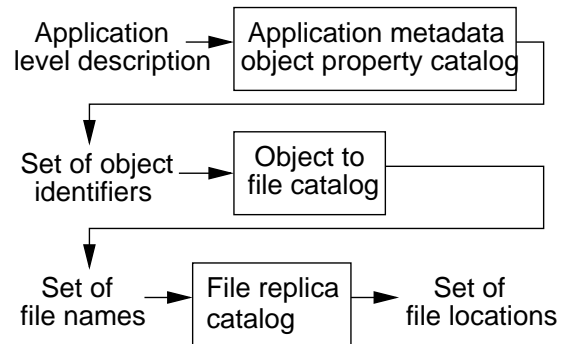 Application
level description
Application metadata
object property catalog
Set of object
identifiers
Object to
file catalog
Set of
file names
File replica
catalog
Set of
file locations